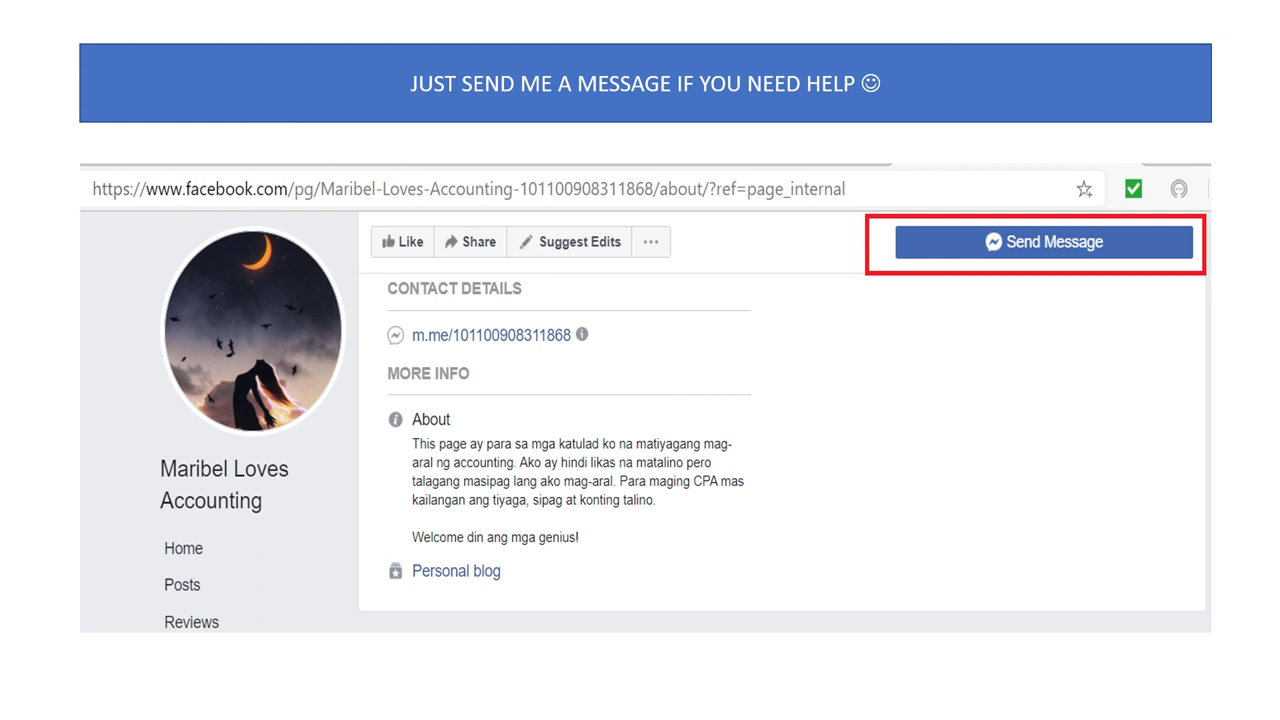 JUST SEND ME A MESSAGE IF YOU NEED HELP ☺
https://www.facebook.com/pg/Maribel-Loves-Accounting-101100908311868/about/?ref=page_internal
Like Share Suggest Edits ...
Send Message
CONTACT DETAILS
m.me/101100908311868
MORE INFO
About
This page ay para sa mga katulad ko na matiyagang mag-
aral ng accounting. Ako ay hindi likas na matalino pero
talagang masipag lang ako mag-aral. Para maging CPA mas
kailangan ang tiyaga, sipag at konting talino.
Welcome din ang mga genius!
Personal blog
Maribel Loves
Accounting
Home
Posts
Reviews